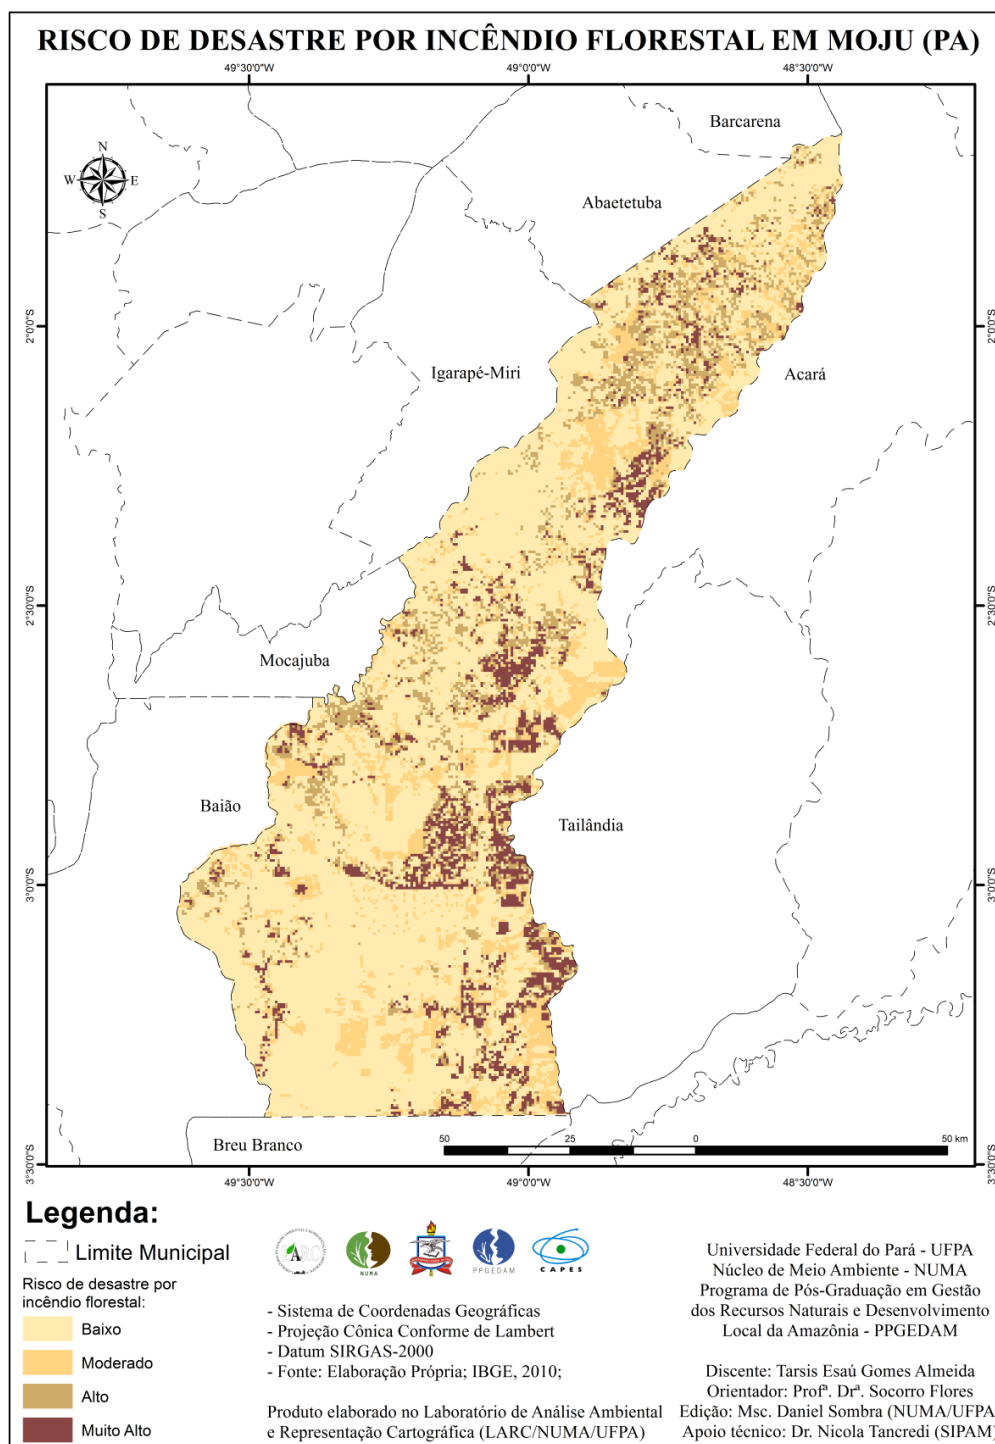 RISCO DE DESASTRE POR INCÊNDIO FLORESTAL EM MOJU (PA)
49°30'0"W
49°0'0"W
48°30'0"W
Barcarena
N
W
E
S
Abaetetuba
2°0'0"S
2°0'0"S
Igarapé-Miri
Acará
2°30'0"S
2°30'0"S
Mocajuba
Baião
Tailândia
3°0'0"S
3°0'0"S
Breu Branco
50
25
0
50 km
3°30'0"S
3°30'0"S
49°30'0"W
49°0'0"W
48°30'0"W
Legenda:
Limite Municipal
Risco de desastre por
incêndio florestal:
Baixo
Moderado
Alto
Muito Alto
NUMA
PPGEDAM
CAPES
- Sistema de Coordenadas Geográficas
- Projeção Cônica Conforme de Lambert
- Datum SIRGAS-2000
- Fonte: Elaboração Própria; IBGE, 2010;
Produto elaborado no Laboratório de Análise Ambiental
e Representação Cartográfica (LARC/NUMA/UFPA)
Universidade Federal do Pará - UFPA
Núcleo de Meio Ambiente - NUMA
Programa de Pós-Graduação em Gestão
dos Recursos Naturais e Desenvolvimento
Local da Amazônia - PPGEDAM
Discente: Tarsis Esaú Gomes Almeida
Orientador: Profª. Drª. Socorro Flores
Edição: Msc. Daniel Sombra (NUMA/UFPA)
Apoio técnico: Dr. Nicola Tancredi (SIPAM)